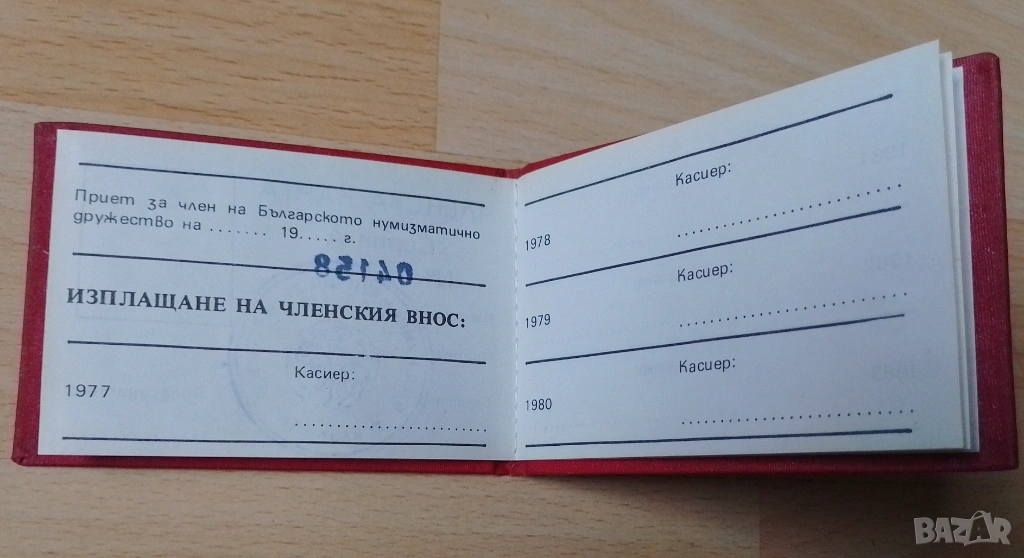 Приет за член на Българското нумизматично
дружество на ....... 19..... г.
04158
ИЗПЛАЩАНЕ НА ЧЛЕНСКИЯ ВНОС:
Касиер:
1977
Касиер:
1978
Касиер:
1979
Касиер:
1980
BAZAR